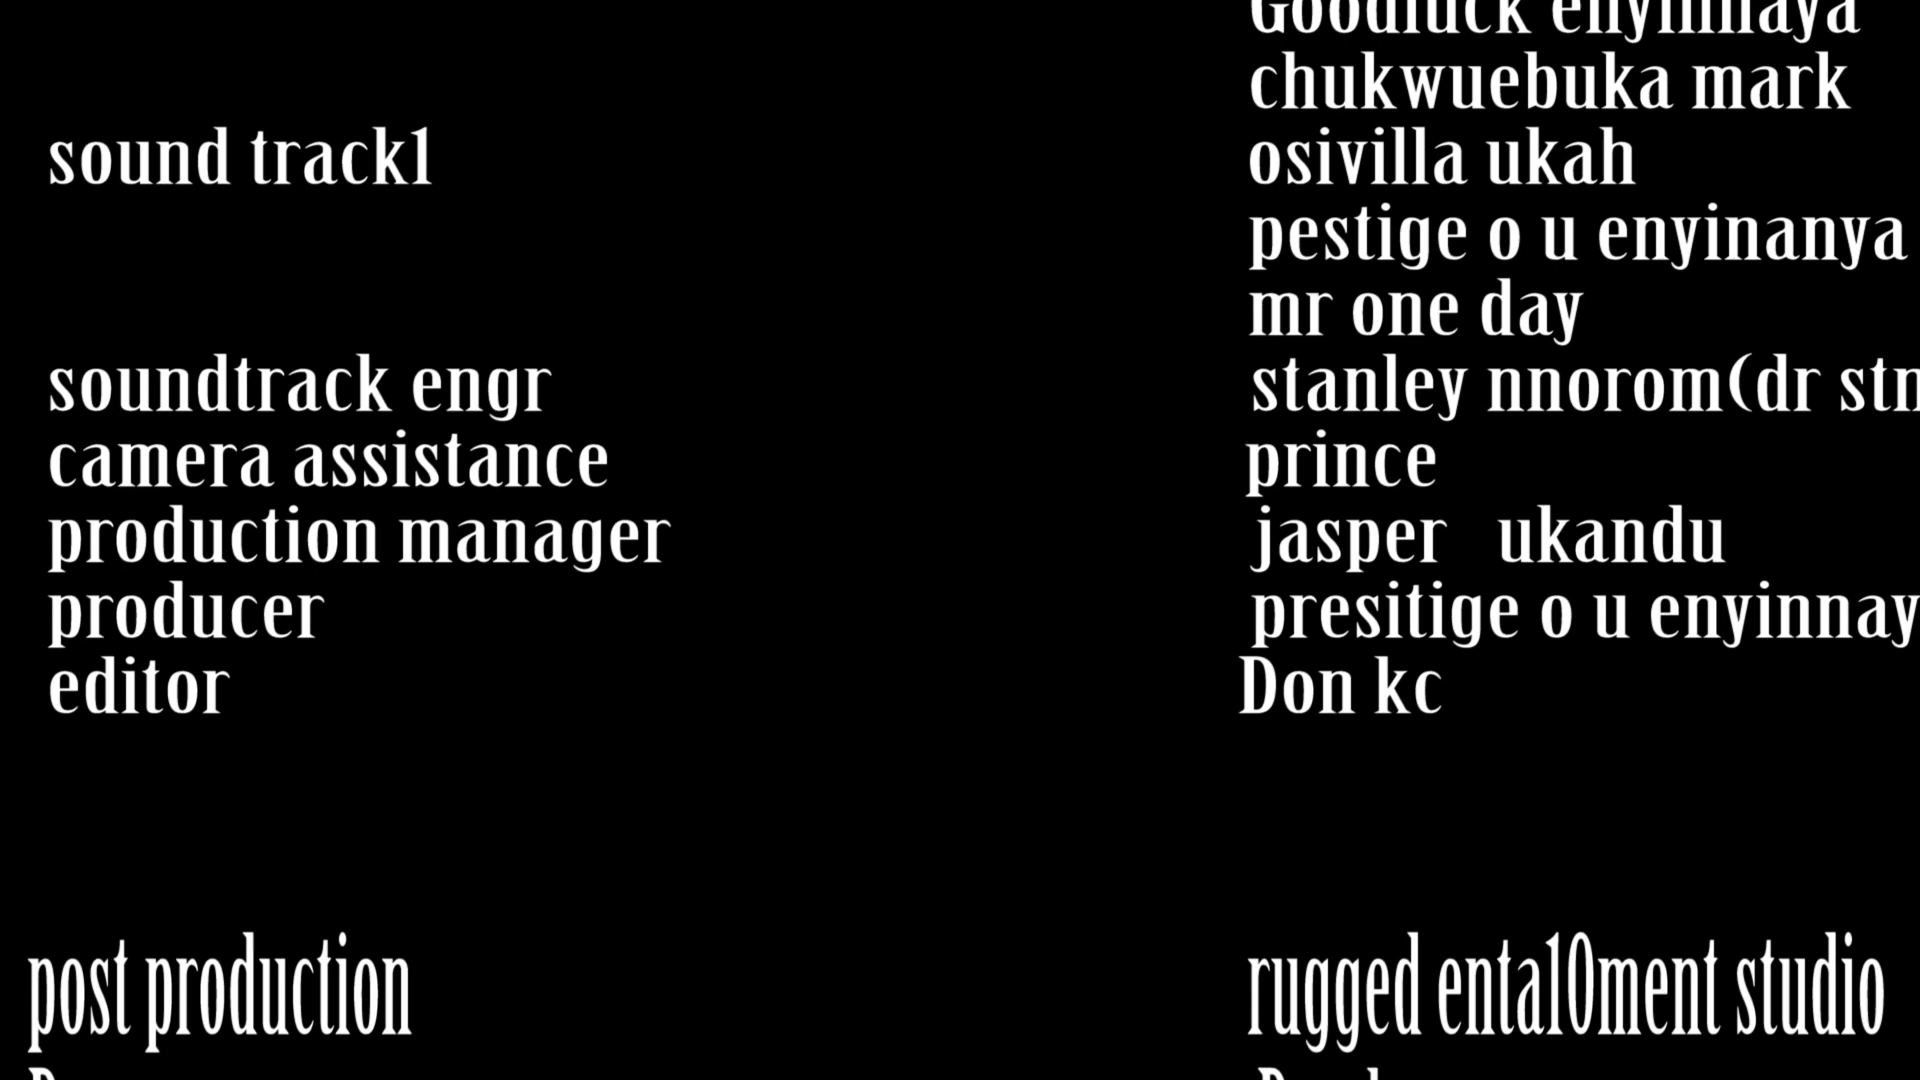 Goodluck enyinnaya
chukwuebuka mark
sound track1 osivilla ukah
pestige o u enyinanya
mr one day
soundtrack engr stanley nnorom(dr stn
camera assistance prince
production manager jasper ukandu
producer presitige o u enyinnay
editor Don kc
post production rugged enta10ment studio